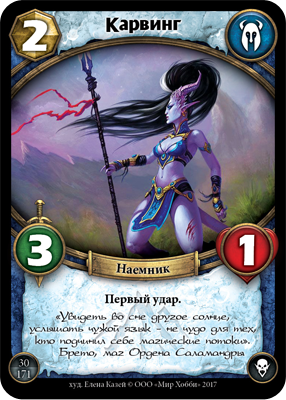 2
Карвинг
3
Наемник
1
Первый удар.
«Увидеть во сне другое солнце,
услышать чужой язык - не чудо для тех,
кто подчинил себе магические потоки».
Брето, маг Ордена Саламандры
30
171
худ. Елена Казей © ООО «Мир Хобби» 2017